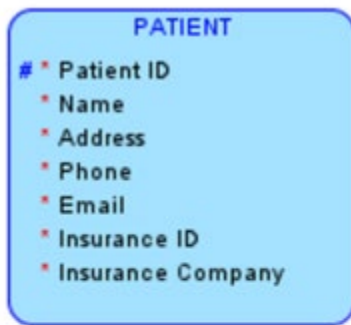 PATIENT
# * Patient ID
* Name
* Address
* Phone
* Email
* Insurance ID
* Insurance Company